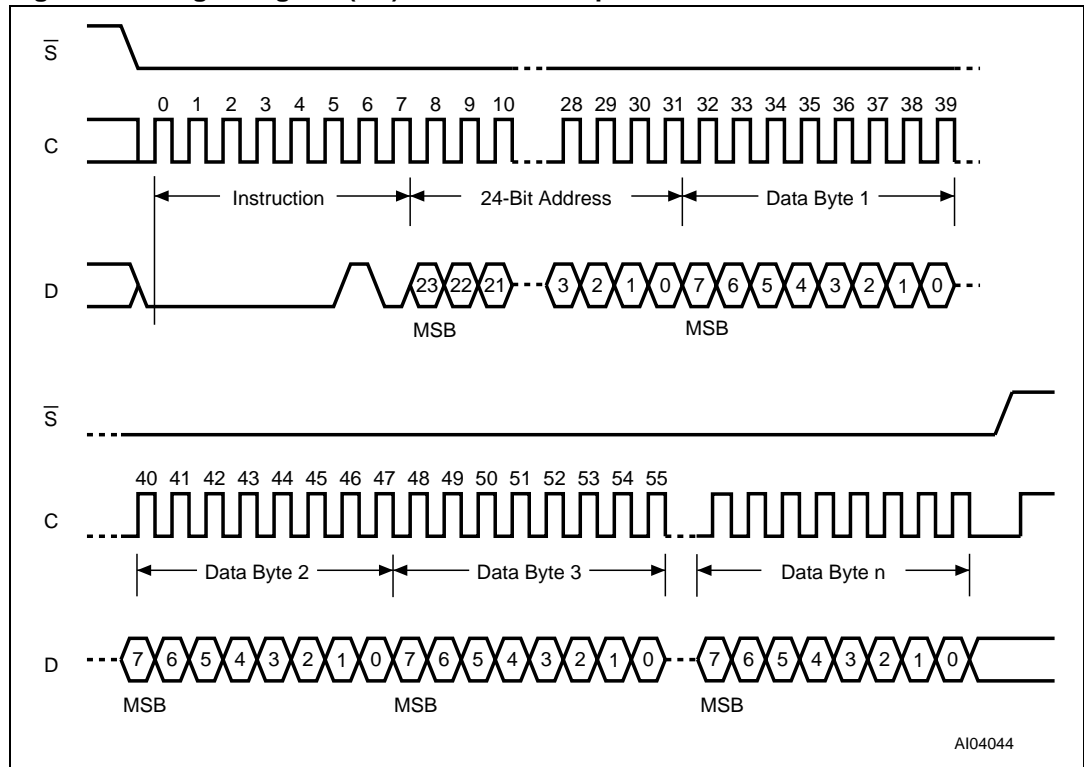 S
0 1 2 3 4 5 6 7 8 9 10 28 29 30 31 32 33 34 35 36 37 38 39
C
Instruction 24-Bit Address Data Byte 1
D 23 22 21 3 2 1 0 7 6 5 4 3 2 1 0
MSB MSB
S
40 41 42 43 44 45 46 47 48 49 50 51 52 53 54 55
C
Data Byte 2 Data Byte 3 Data Byte n
D 7 6 5 4 3 2 1 0 7 6 5 4 3 2 1 0 7 6 5 4 3 2 1 0
MSB MSB MSB
AI04044